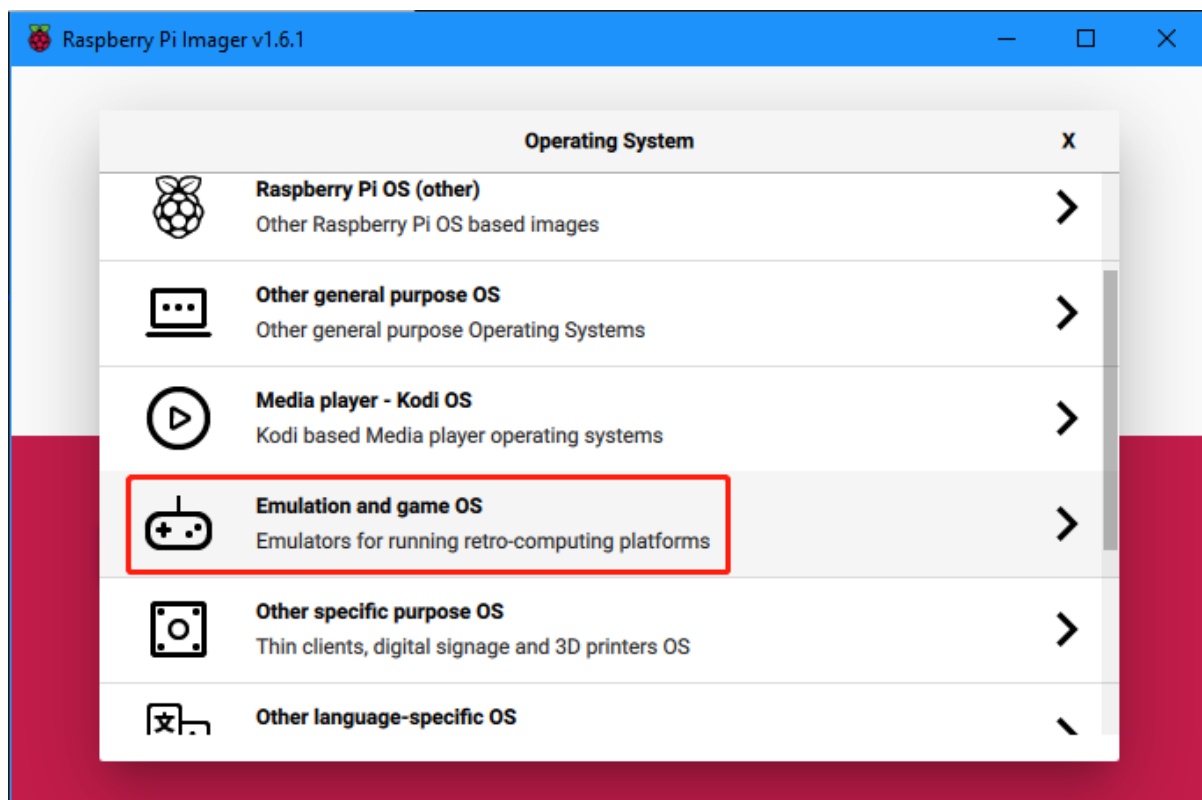 Raspberry Pi Imager v1.6.1
Operating System X
Raspberry Pi OS (other)
Other Raspberry Pi OS based images
Other general purpose OS
Other general purpose Operating Systems
Media player - Kodi OS
Kodi based Media player operating systems
Emulation and game OS
Emulators for running retro-computing platforms
Other specific purpose OS
Thin clients, digital signage and 3D printers OS
文
Other language-specific OS